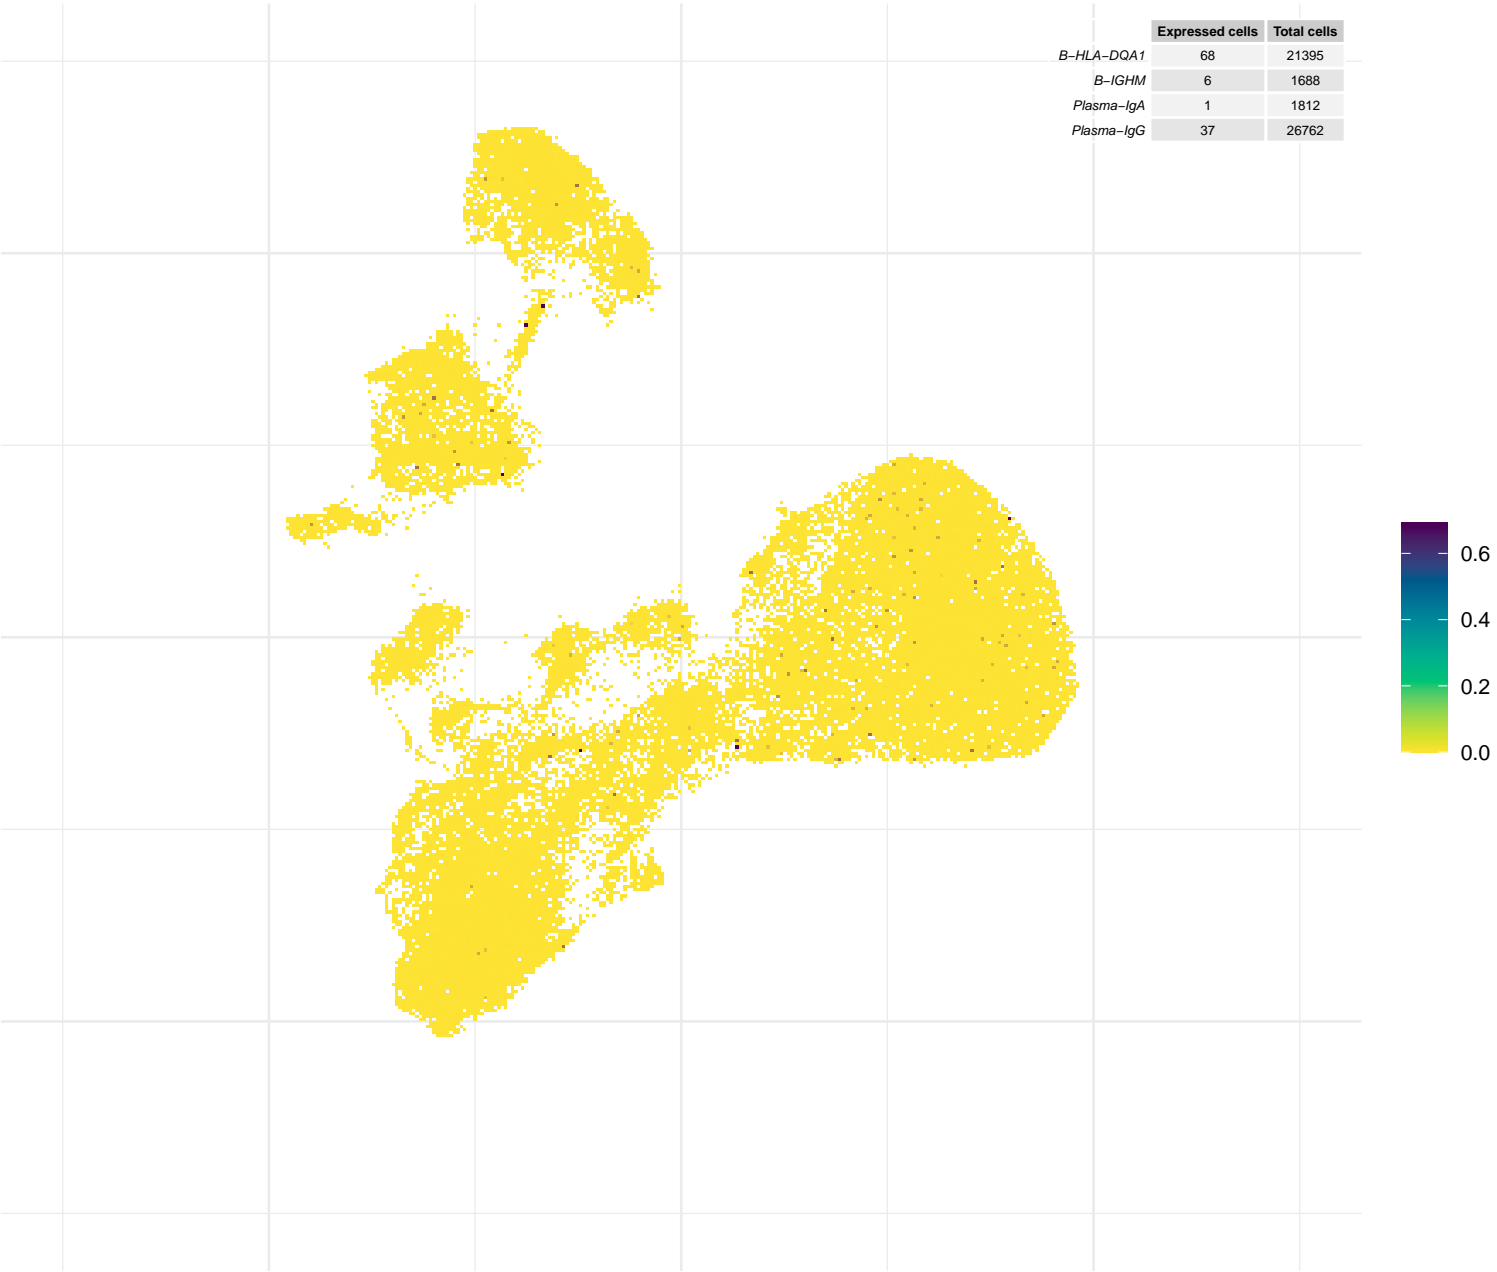 Expressed cells Total cells
B−HLA−DQA1 68 21395
B−IGHM 6 1688
Plasma−IgA 1 1812
Plasma−IgG 37 26762
0.6
0.4
0.2
0.0